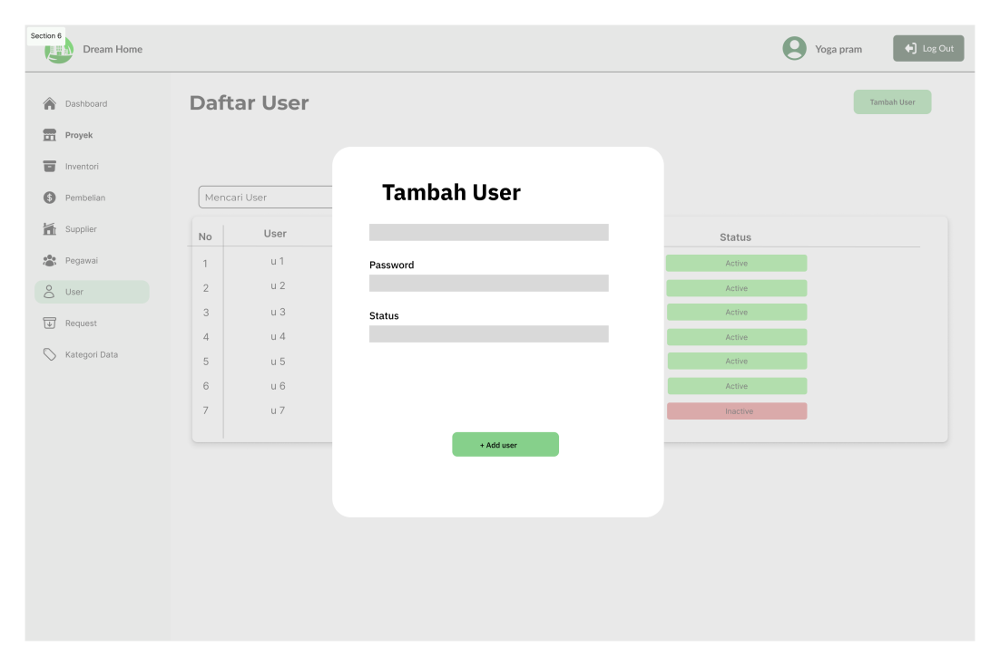 Section 6
Dream Home
Yoga pram
Log Out
Dashboard
Proyek
Inventori
Pembelian
Supplier
Pegawai
User
Request
Kategori Data
Daftar User
Tambah User
Mencari User
No User Status
1 u 1 Active
2 u 2 Active
3 u 3 Active
4 u 4 Active
5 u 5 Active
6 u 6 Active
7 u 7 Inactive
Tambah User
Password
Status
+ Add user